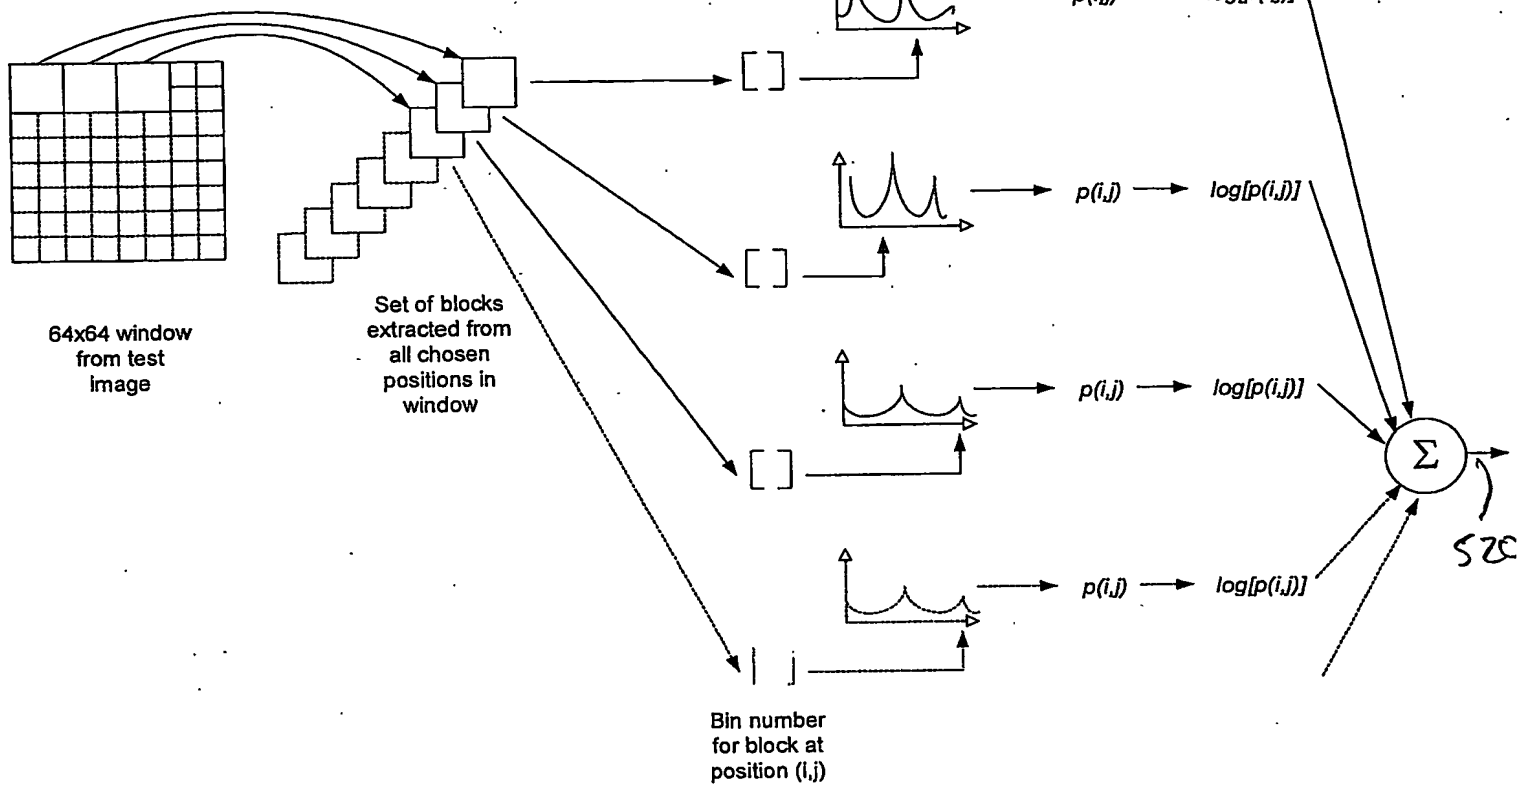 p(i,j)
log[p(i,j)]
p(i,j)
log[p(i,j)]
p(i,j)
log[p(i,j)]
p(i,j)
log[p(i,j)]
64x64 window
from test
image
Set of blocks
extracted from
all chosen
positions in
window
Σ
Bin number
for block at
position (i,j)